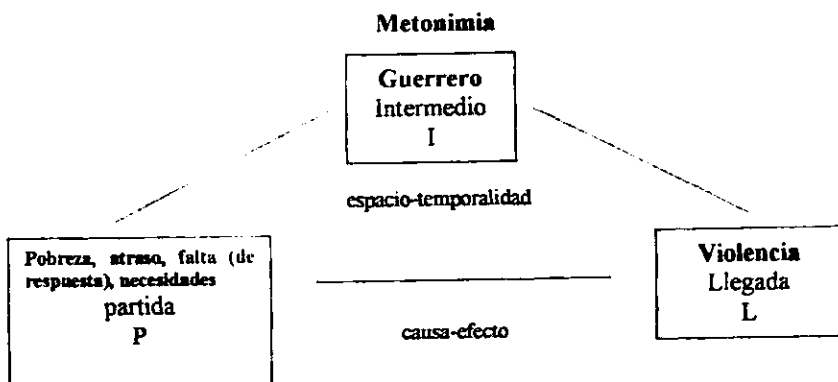 Metonimia
Guerrero
Intermedio
I
espacio-temporalidad
Pobreza, atraso, falta (de
respuesta), necesidades
partida
P
causa-efecto
Violencia
Llegada
L